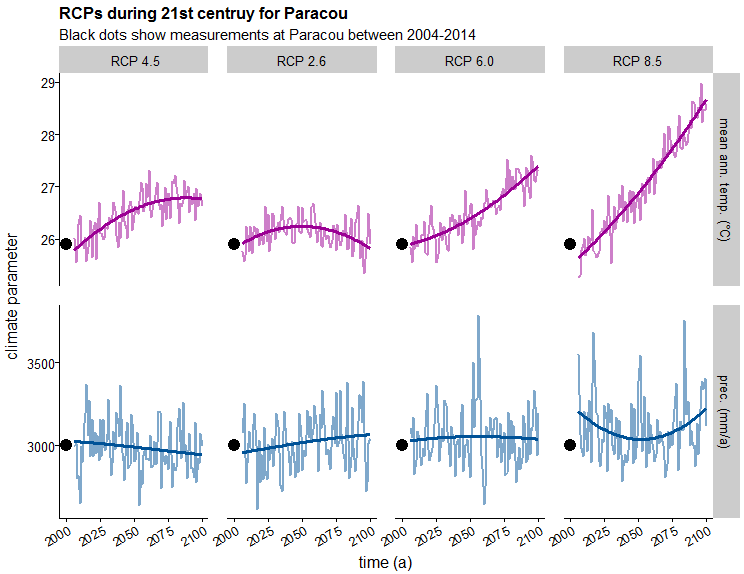 RCPs during 21st centruy for Paracou
Black dots show measurements at Paracou between 2004-2014
RCP 4.5
RCP 2.6
RCP 6.0
RCP 8.5
29
28
27
26
mean ann. temp. (°C)
climate parameter
3500
3000
prec. (mm/a)
2000
2025
2050
2075
2100
2000
2025
2050
2075
2100
2000
2025
2050
2075
2100
2000
2025
2050
2075
2100
time (a)